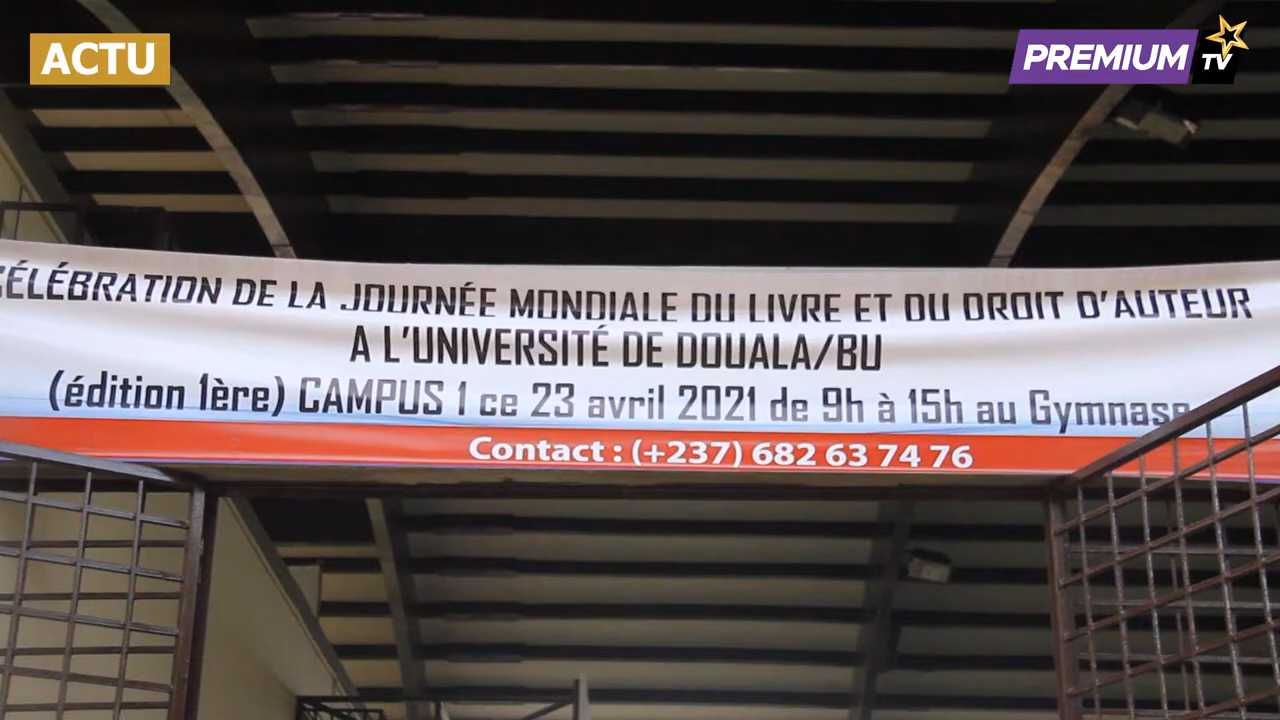 ACTU
PREMIUM TV
CÉLÉBRATION DE LA JOURNÉE MONDIALE DU LIVRE ET DU DROIT D'AUTEUR
A L'UNIVERSITÉ DE DOUALA/BU
(édition 1ère) CAMPUS 1 ce 23 avril 2021 de 9h à 15h au Gymnase
Contact : (+237) 682 63 74 76